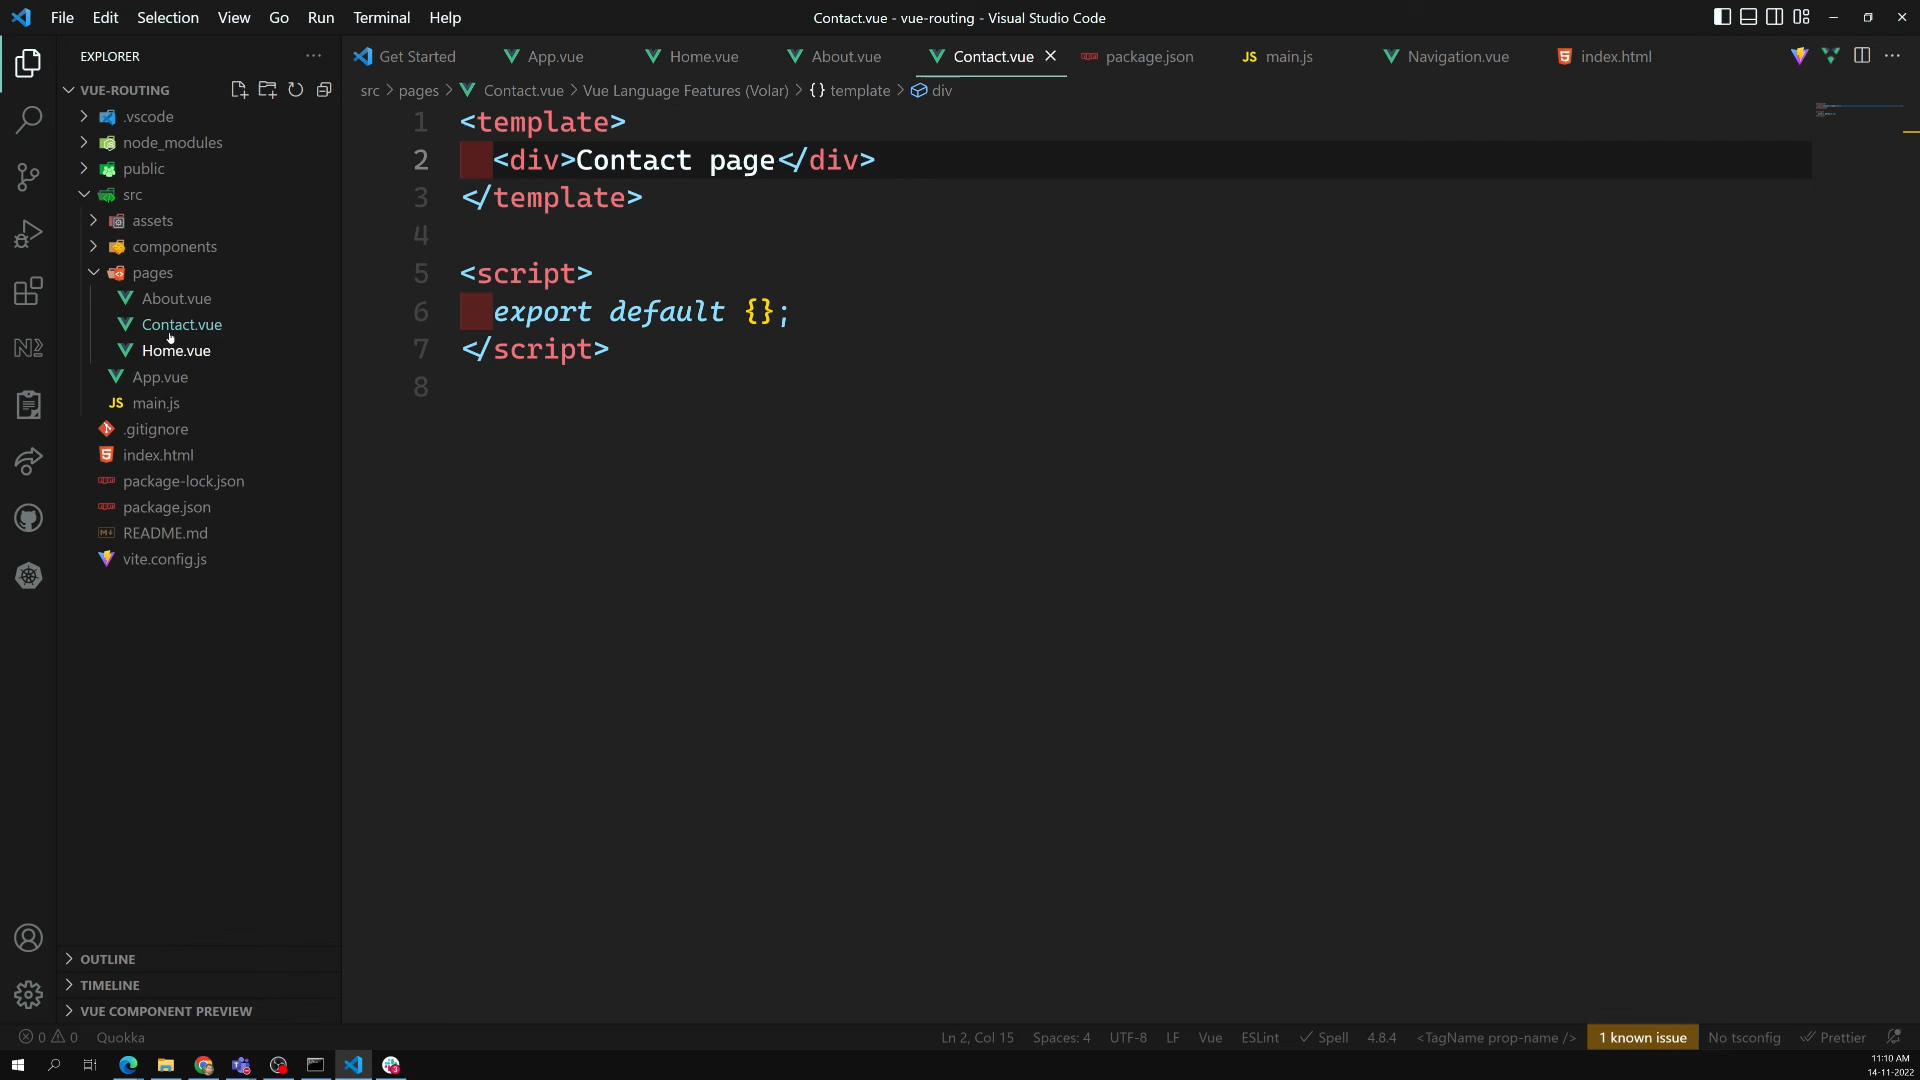 File Edit Selection View Go Run Terminal Help
Contact.vue - vue-routing - Visual Studio Code
EXPLORER
VUE-ROUTING
.vscode
node_modules
public
src
assets
components
pages
About.vue
Contact.vue
Home.vue
App.vue
JS main.js
.gitignore
index.html
package-lock.json
package.json
README.md
vite.config.js
OUTLINE
TIMELINE
VUE COMPONENT PREVIEW
Get Started App.vue Home.vue About.vue Contact.vue package.json JS main.js Navigation.vue index.html
src > pages > Contact.vue > Vue Language Features (Volar) > {} template > div
1 <template>
2 <div>Contact page</div>
3 </template>
4
5 <script>
6 export default {};
7 </script>
8
0 0 Quokka
Ln 2, Col 15 Spaces: 4 UTF-8 LF Vue ESLint Spell 4.8.4 <TagName prop-name /> 1 known issue No tsconfig Prettier
11:10 AM
14-11-2022